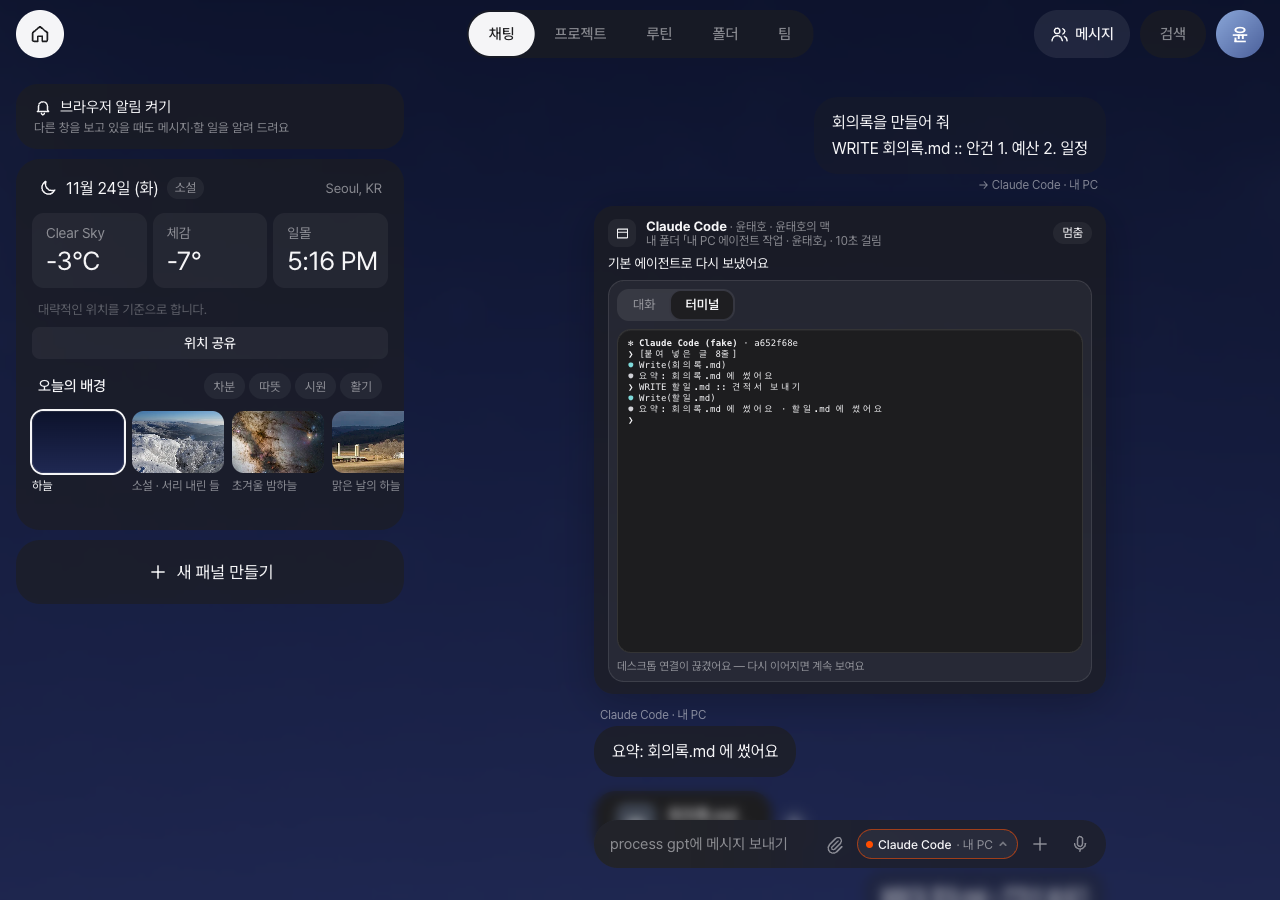 채팅
프로젝트
루틴
폴더
팀
메시지
검색
윤
브라우저 알림 켜기
다른 창을 보고 있을 때도 메시지·할 일을 알려 드려요
11월 24일 (화) 소설
Seoul, KR
Clear Sky
-3°C
체감
-7°
일몰
5:16 PM
대략적인 위치를 기준으로 합니다.
위치 공유
오늘의 배경
차분
따뜻
시원
활기
하늘
소설 · 서리 내린 들
초겨울 밤하늘
맑은 날의 하늘
새 패널 만들기
회의록을 만들어 줘
WRITE 회의록.md :: 안건 1. 예산 2. 일정
→ Claude Code · 내 PC
Claude Code · 윤태호 · 윤태호의 맥
내 폴더 「내 PC 에이전트 작업 · 윤태호」 · 10초 걸림
멈춤
기본 에이전트로 다시 보냈어요
대화
터미널
✻ Claude Code (fake) · a652f68e
❯ [붙여 넣은 글 8줄]
● Write(회의록.md)
● 요약: 회의록.md 에 썼어요
❯ WRITE 할일.md :: 견적서 보내기
● Write(할일.md)
● 요약: 회의록.md 에 썼어요 · 할일.md 에 썼어요
❯
데스크톱 연결이 끊겼어요 — 다시 이어지면 계속 보여요
Claude Code · 내 PC
요약: 회의록.md 에 썼어요
process gpt에 메시지 보내기
Claude Code · 내 PC